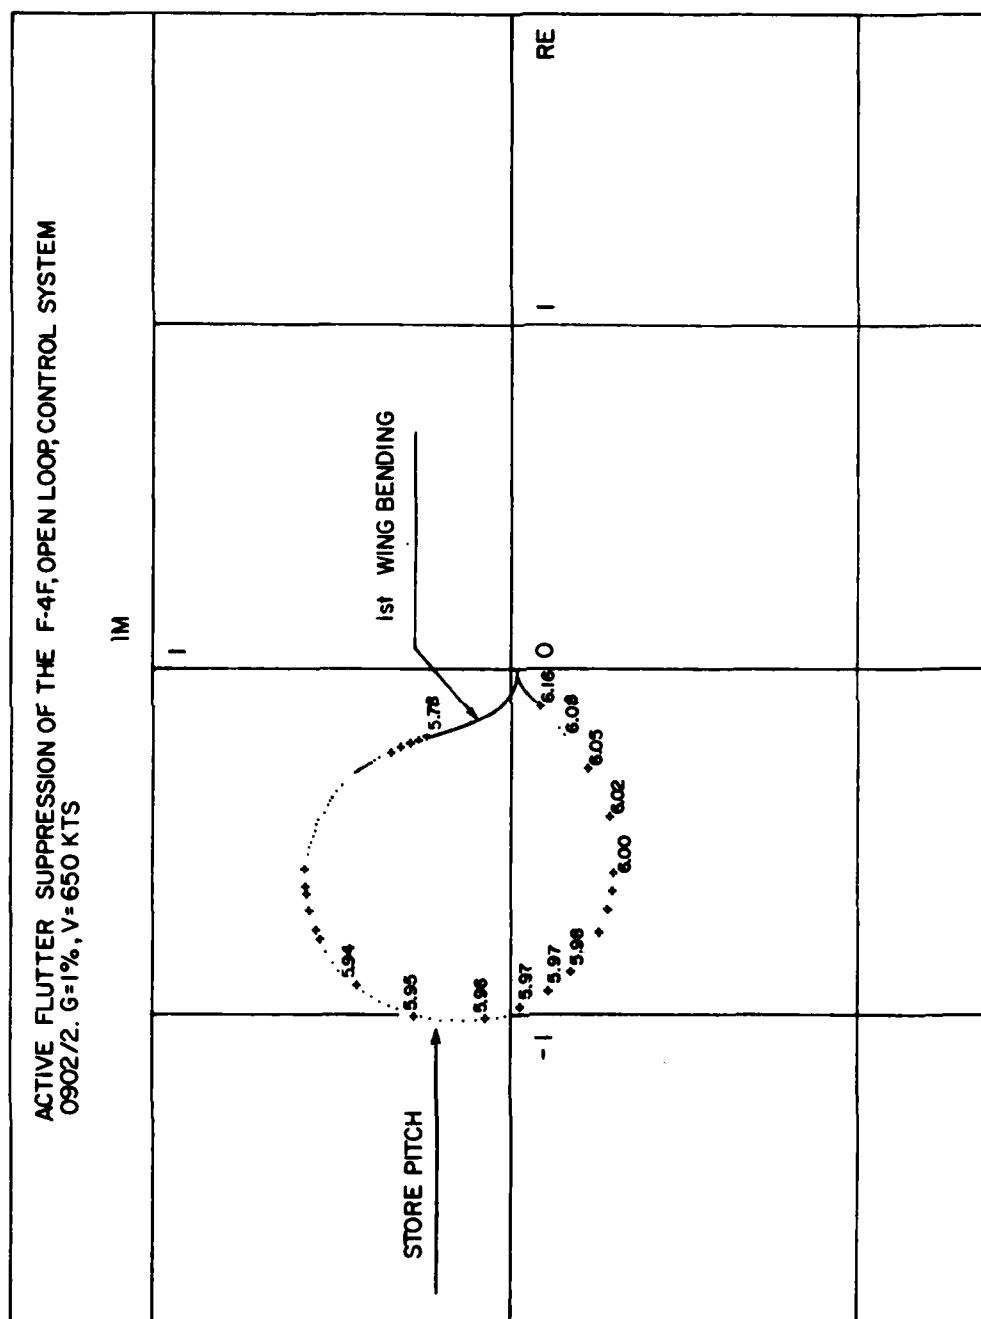 ACTIVE FLUTTER SUPPRESSION OF THE F-4F, OPEN LOOP, CONTROL SYSTEM
0902/2. G=1%, V=650 KTS
IM
1
1st WING BENDING
5.78
STORE PITCH
5.94
5.95
5.96
-1
0
1
RE
5.97
5.97
5.98
6.00
6.02
6.05
6.08
6.16